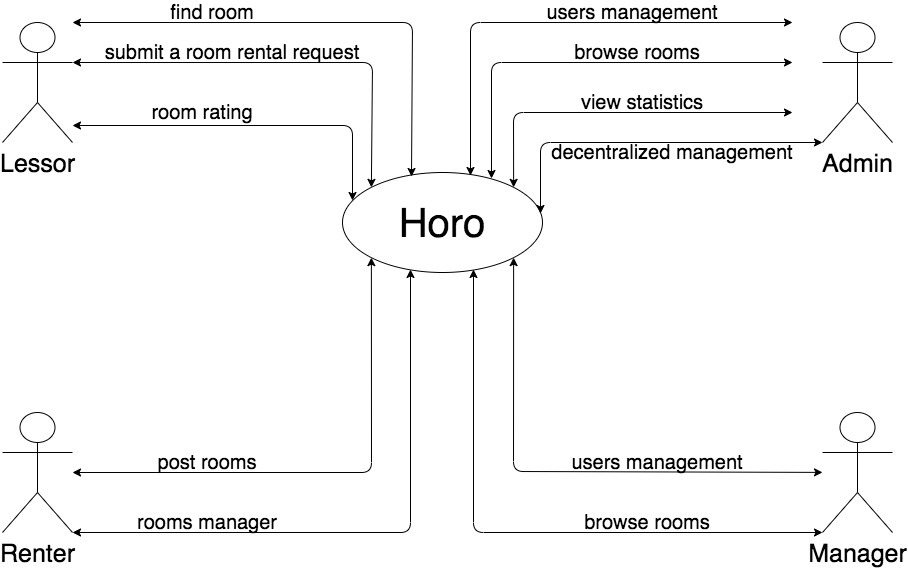 find room
submit a room rental request
room rating
Lessor
users management
browse rooms
view statistics
decentralized management
Admin
Horo
post rooms
rooms manager
Renter
users management
browse rooms
Manager